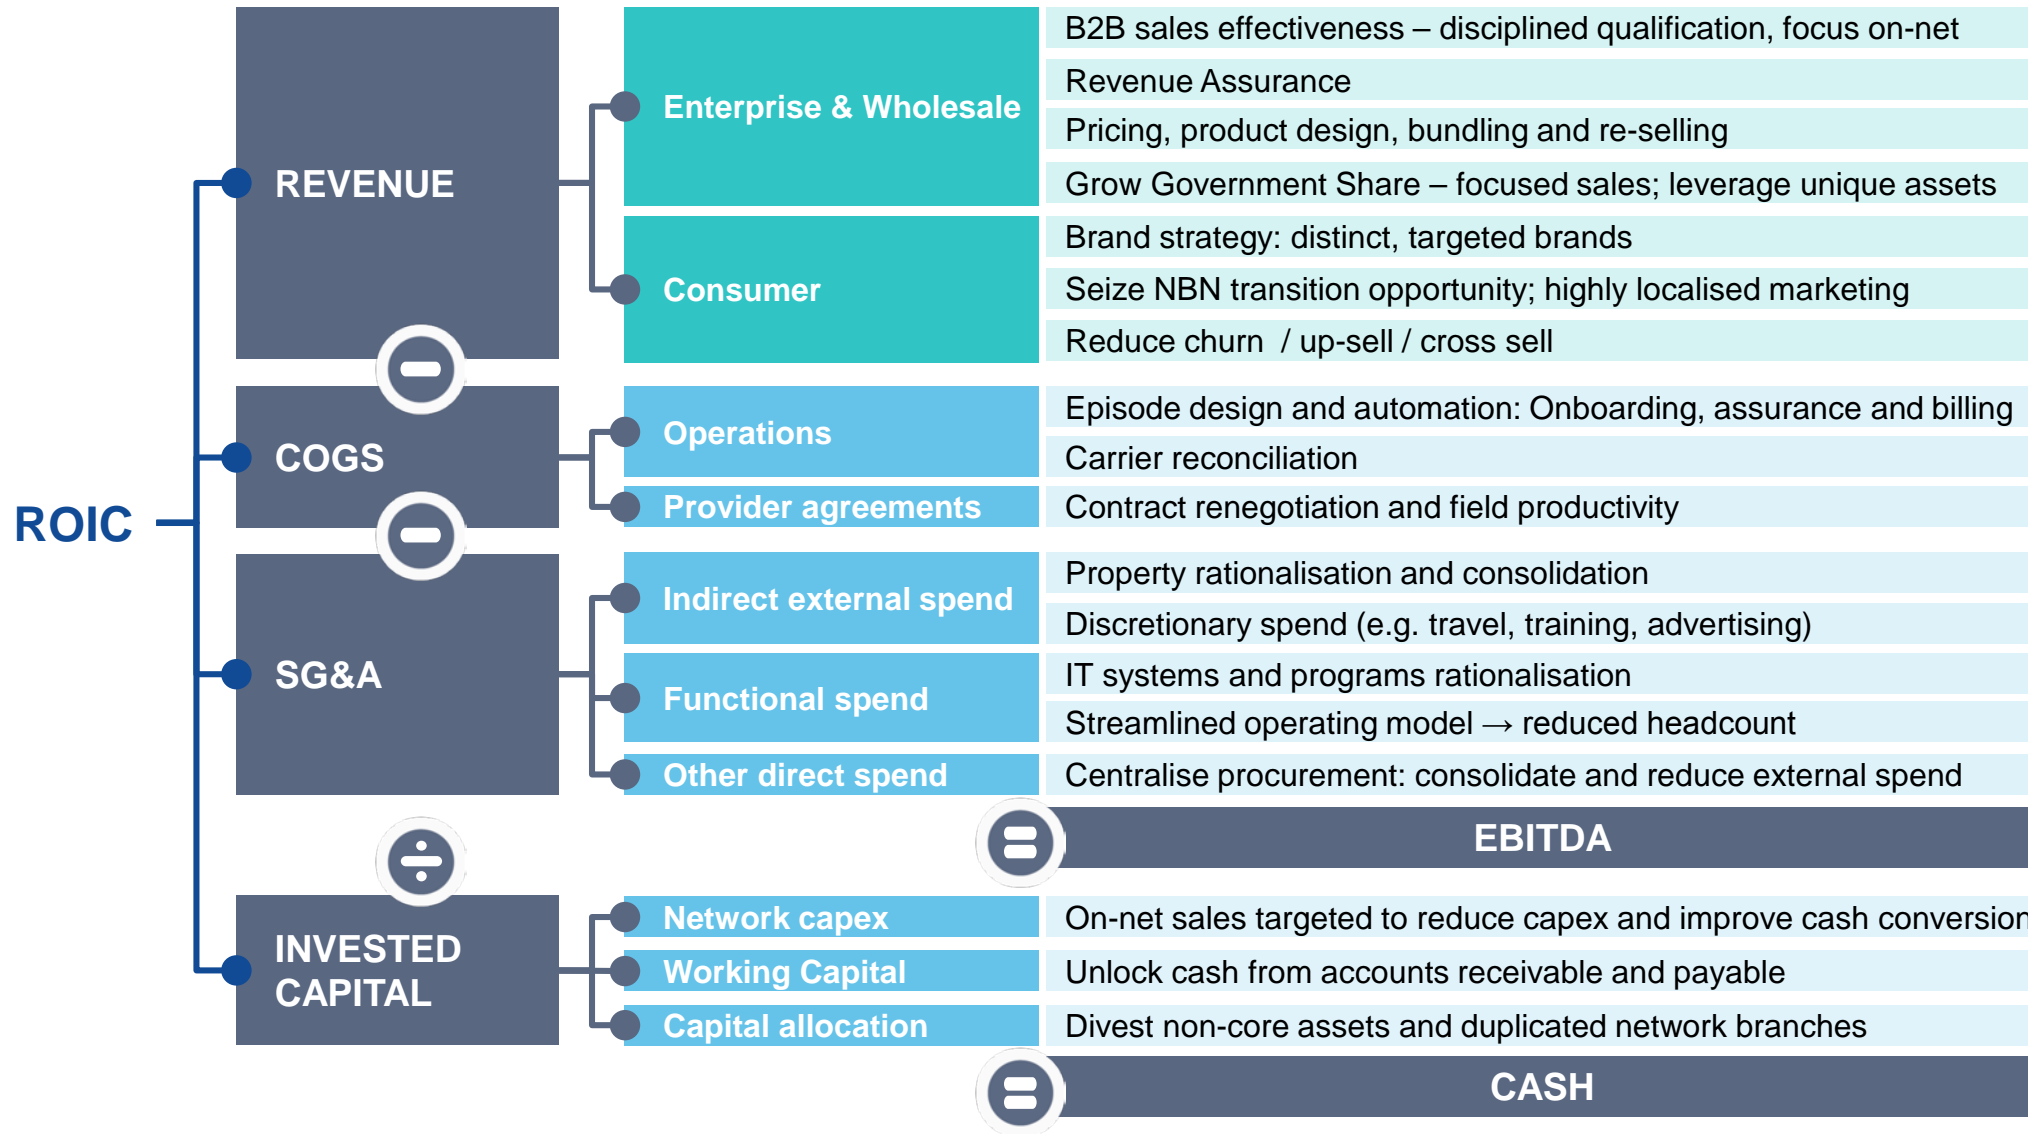 ROIC
REVENUE
Enterprise & Wholesale
B2B sales effectiveness – disciplined qualification, focus on-net
Revenue Assurance
Pricing, product design, bundling and re-selling
Grow Government Share – focused sales; leverage unique assets
Consumer
Brand strategy: distinct, targeted brands
Seize NBN transition opportunity; highly localised marketing
Reduce churn / up-sell / cross sell
COGS
Operations
Episode design and automation: Onboarding, assurance and billing
Carrier reconciliation
Provider agreements
Contract renegotiation and field productivity
SG&A
Indirect external spend
Property rationalisation and consolidation
Discretionary spend (e.g. travel, training, advertising)
Functional spend
IT systems and programs rationalisation
Streamlined operating model → reduced headcount
Other direct spend
Centralise procurement: consolidate and reduce external spend
EBITDA
INVESTED
CAPITAL
Network capex
On-net sales targeted to reduce capex and improve cash conversion
Working Capital
Unlock cash from accounts receivable and payable
Capital allocation
Divest non-core assets and duplicated network branches
CASH